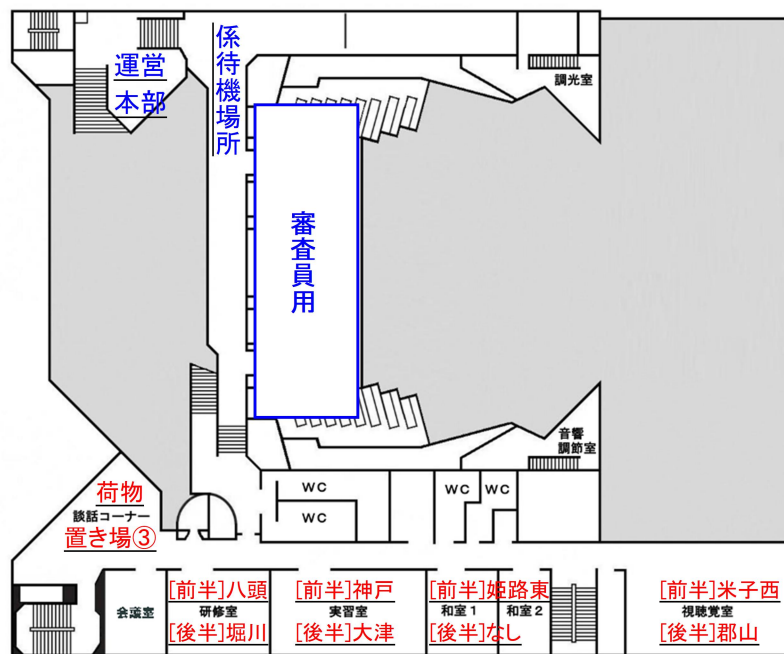 運営
本部
係待機場所
調光室
審査員用
音響
調節室
WC
WC
WC
WC
荷物
談話コーナー
置き場③
会議室
[前半]八頭
研修室
[後半]堀川
[前半]神戸
実習室
[後半]大津
[前半]姫路東
和室1 和室2
[後半]なし
[前半]米子西
視聴覚室
[後半]郡山